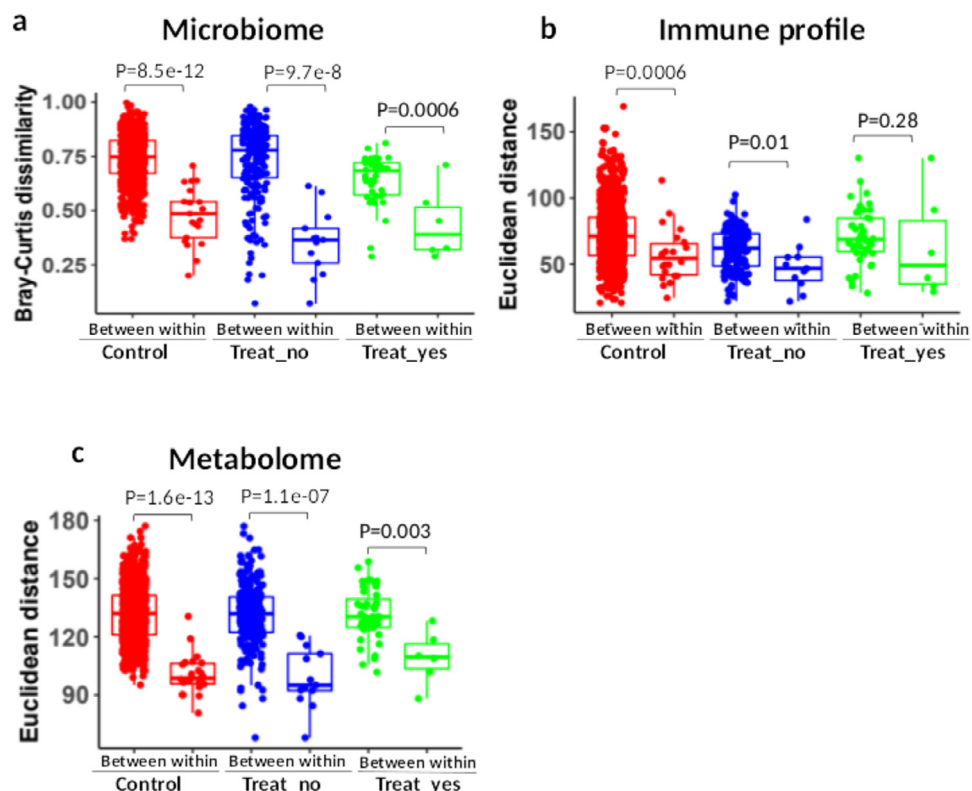 a Microbiome
P=8.5e-12 P=9.7e-8 P=0.0006
Bray-Curtis dissimilarity
1.00
0.75
0.50
0.25
Between within Between within Between within
Control Treat_no Treat_yes
b Immune profile
P=0.0006 P=0.01 P=0.28
Euclidean distance
150
100
50
Between within Between within Between within
Control Treat_no Treat_yes
c Metabolome
P=1.6e-13 P=1.1e-07 P=0.003
Euclidean distance
180
150
120
90
Between within Between within Between within
Control Treat_no Treat_yes